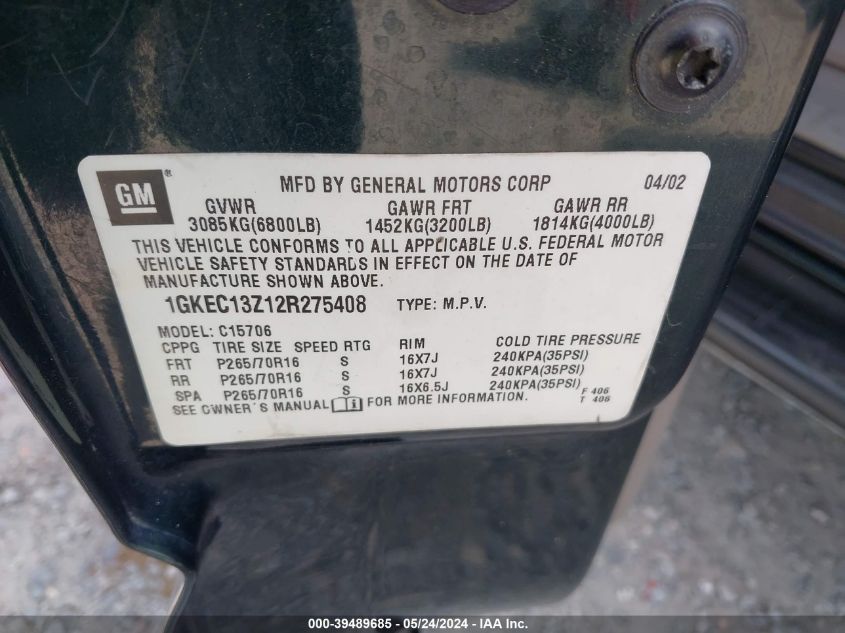 GM ® MFD BY GENERAL MOTORS CORP 04/02
GVWR GAWR FRT GAWR RR
3085KG(6800LB) 1452KG(3200LB) 1814KG(4000LB)
THIS VEHICLE CONFORMS TO ALL APPLICABLE U.S. FEDERAL MOTOR
VEHICLE SAFETY STANDARDS IN EFFECT ON THE DATE OF
MANUFACTURE SHOWN ABOVE.
1GKEC13Z12R275408 TYPE: M.P.V.
MODEL: C15706
CPPG TIRE SIZE SPEED RTG RIM COLD TIRE PRESSURE
FRT P265/70R16 S 16X7J 240KPA(35PSI)
RR P265/70R16 S 16X7J 240KPA(35PSI)
SPA P265/70R16 S 16X6.5J 240KPA(35PSI)
SEE OWNER'S MANUAL FOR MORE INFORMATION. F 406
T 406
000-39489685 - 05/24/2024 - IAA Inc.